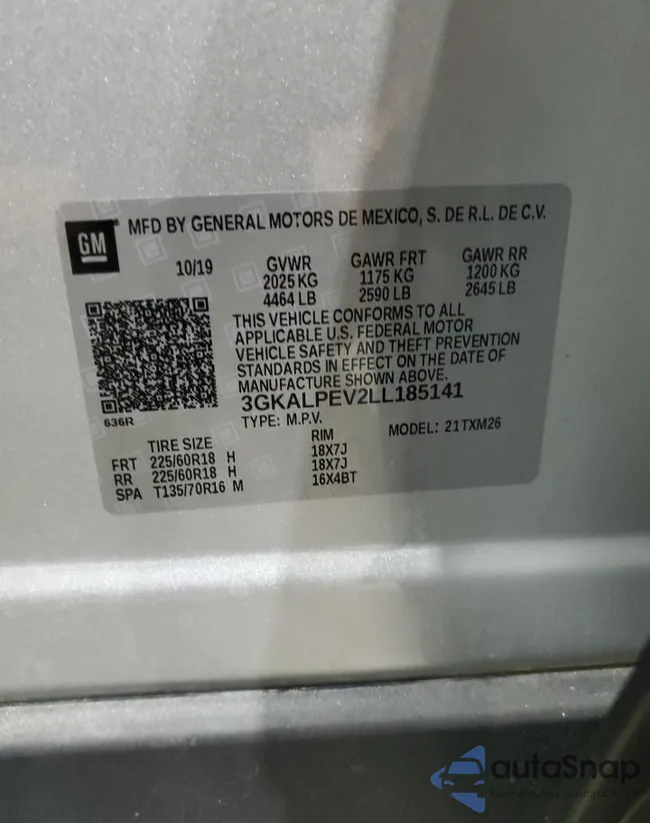 GM
MFD BY GENERAL MOTORS DE MEXICO, S. DE R.L. DE C.V.
10/19 GVWR GAWR FRT GAWR RR
2025 KG 1175 KG 1200 KG
4464 LB 2590 LB 2645 LB
THIS VEHICLE CONFORMS TO ALL
APPLICABLE U.S. FEDERAL MOTOR
VEHICLE SAFETY AND THEFT PREVENTION
STANDARDS IN EFFECT ON THE DATE OF
MANUFACTURE SHOWN ABOVE.
3GKALPEV2LL185141
636R
TYPE: M.P.V. MODEL: 21TXM26
TIRE SIZE RIM
FRT 225/60R18 H 18X7J
RR 225/60R18 H 18X7J
SPA T135/70R16 M 16X4BT
autoSnap